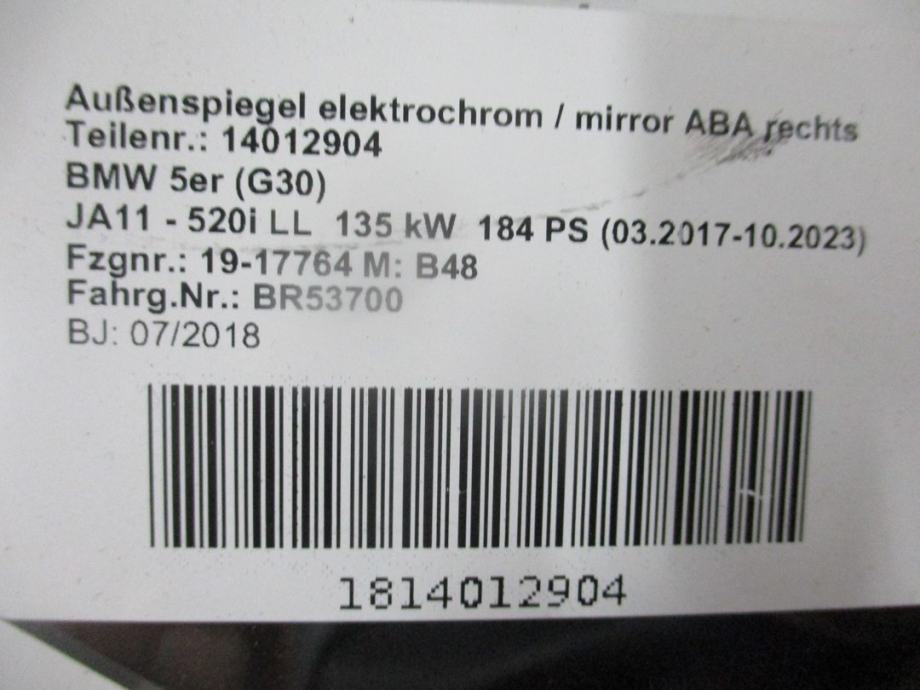 Außenspiegel elektrochrom / mirror ABA rechts
Teilenr.: 14012904
BMW 5er (G30)
JA11 - 520i LL 135 kW 184 PS (03.2017-10.2023)
Fzgnr.: 19-17764 M: B48
Fahrg.Nr.: BR53700
BJ: 07/2018
1814012904